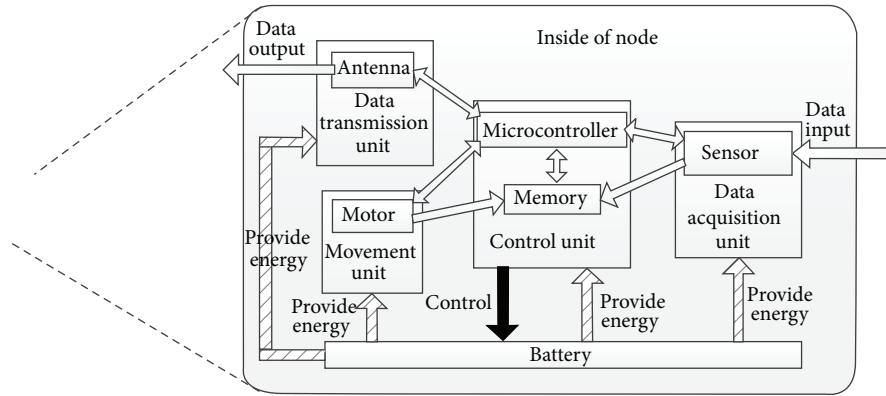 Data
output
Inside of node
Antenna
Data
transmission
unit
Microcontroller
Data
input
Sensor
Memory
Data
acquisition
unit
Motor
Movement
unit
Control unit
Provide
energy
Provide
energy
Control
Provide
energy
Provide
energy
Battery